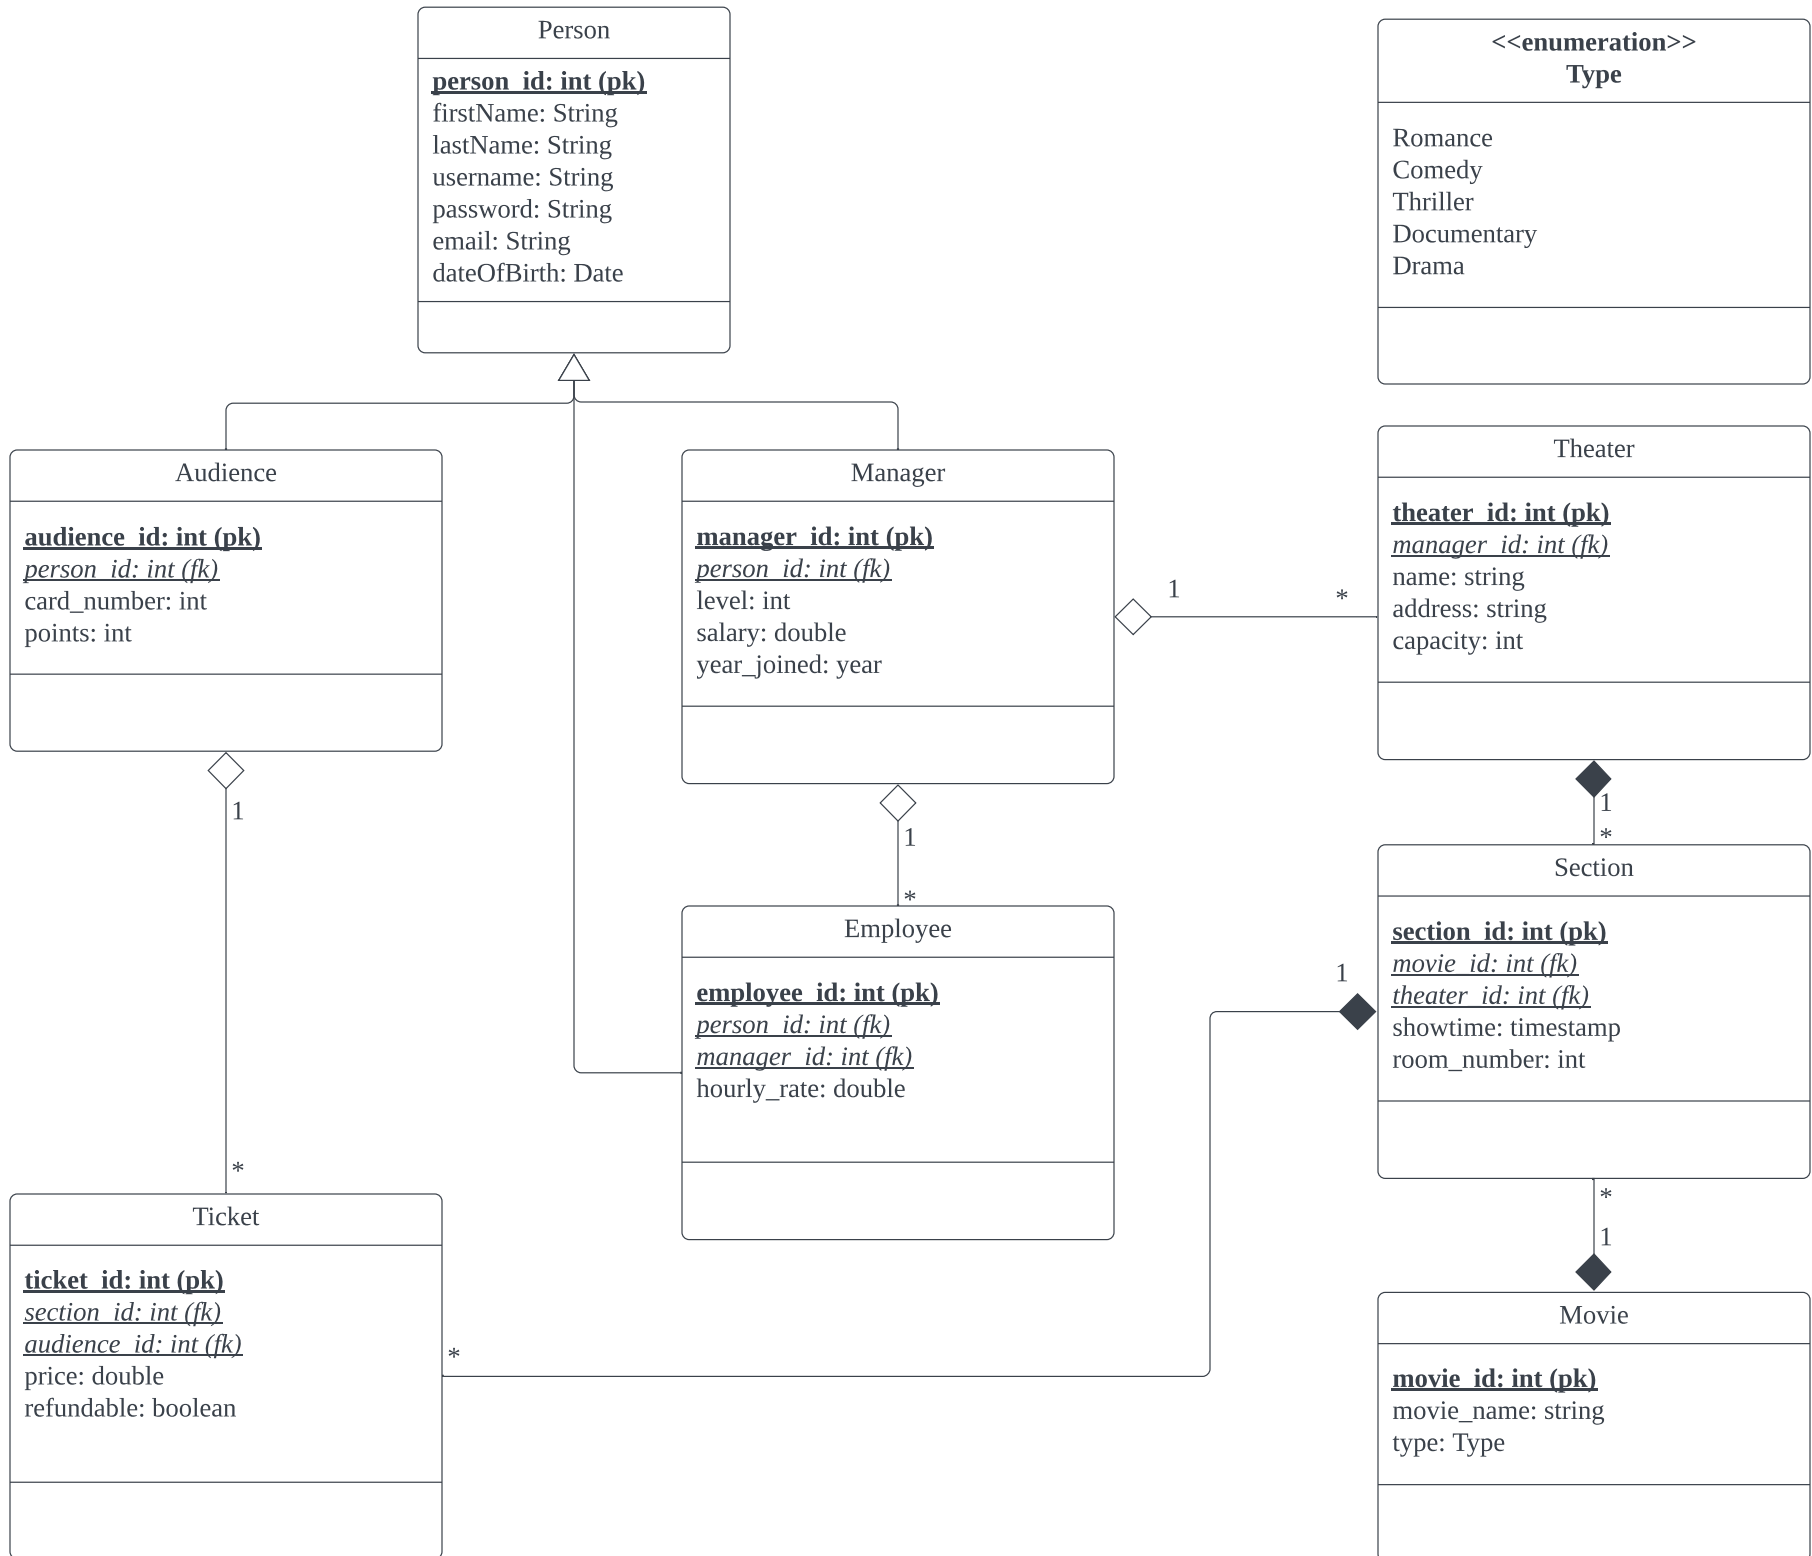 Person
person_id: int (pk)
firstName: String
lastName: String
username: String
password: String
email: String
dateOfBirth: Date
<<enumeration>>
Type
Romance
Comedy
Thriller
Documentary
Drama
Audience
audience_id: int (pk)
person_id: int (fk)
card_number: int
points: int
1
*
Manager
manager_id: int (pk)
person_id: int (fk)
level: int
salary: double
year_joined: year
1
*
1
*
Theater
theater_id: int (pk)
manager_id: int (fk)
name: string
address: string
capacity: int
1
*
Employee
employee_id: int (pk)
person_id: int (fk)
manager_id: int (fk)
hourly_rate: double
Section
section_id: int (pk)
movie_id: int (fk)
theater_id: int (fk)
showtime: timestamp
room_number: int
1
*
*
1
Ticket
ticket_id: int (pk)
section_id: int (fk)
audience_id: int (fk)
price: double
refundable: boolean
Movie
movie_id: int (pk)
movie_name: string
type: Type